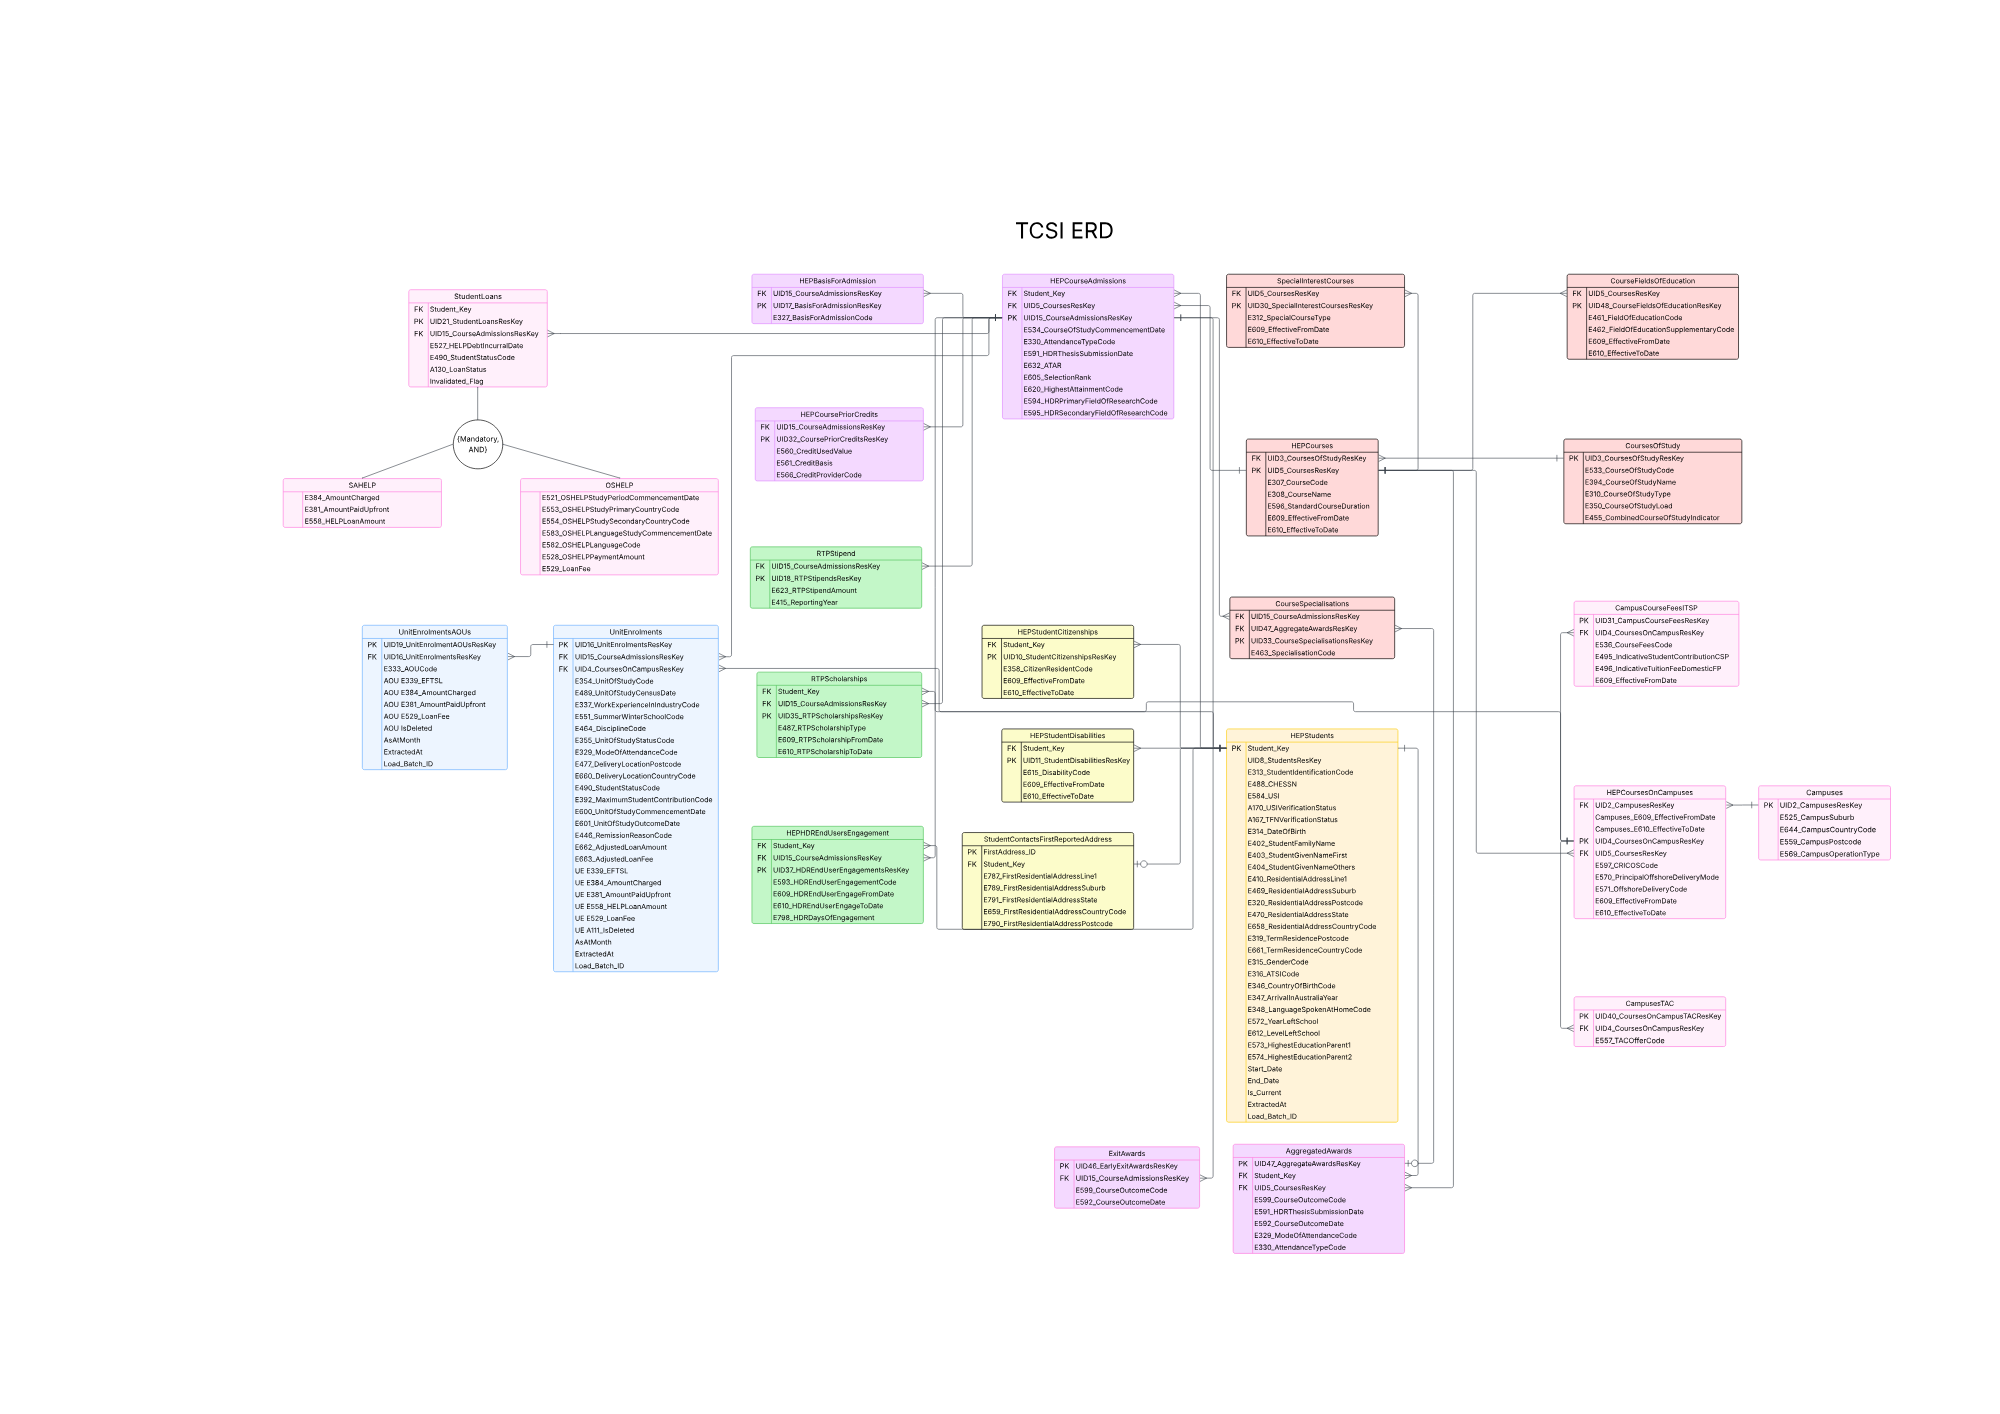 TCSI ERD
StudentLoans
FK Student_Key
PK UID21_StudentLoansResKey
FK UID15_CourseAdmissionsResKey
E527_HELPDebtIncurralDate
E490_StudentStatusCode
A130_LoanStatus
Invalidated_Flag
(Mandatory,
AND)
SAHELP
E384_AmountCharged
E381_AmountPaidUpfront
E558_HELPLoanAmount
OSHELP
E521_OSHELPStudyPeriodCommencementDate
E553_OSHELPStudyPrimaryCountryCode
E554_OSHELPStudySecondaryCountryCode
E583_OSHELPLanguageStudyCommencementDate
E582_OSHELPLanguageCode
E528_OSHELPPaymentAmount
E529_LoanFee
UnitEnrolmentsAOUs
PK UID19_UnitEnrolmentAOUsResKey
FK UID16_UnitEnrolmentsResKey
E333_AOUCode
AOU E339_EFTSL
AOU E384_AmountCharged
AOU E381_AmountPaidUpfront
AOU E529_LoanFee
AOU IsDeleted
AsAtMonth
ExtractedAt
Load_Batch_ID
UnitEnrolments
PK UID16_UnitEnrolmentsResKey
FK UID15_CourseAdmissionsResKey
FK UID4_CoursesOnCampusResKey
E354_UnitOfStudyCode
E489_UnitOfStudyCensusDate
E337_WorkExperienceInIndustryCode
E551_SummerWinterSchoolCode
E464_DisciplineCode
E355_UnitOfStudyStatusCode
E329_ModeOfAttendanceCode
E477_DeliveryLocationPostcode
E660_DeliveryLocationCountryCode
E490_StudentStatusCode
E392_MaximumStudentContributionCode
E600_UnitOfStudyCommencementDate
E601_UnitOfStudyOutcomeDate
E446_RemissionReasonCode
E662_AdjustedLoanAmount
E663_AdjustedLoanFee
UE E339_EFTSL
UE E384_AmountCharged
UE E381_AmountPaidUpfront
UE E558_HELPLoanAmount
UE E529_LoanFee
UE A111_IsDeleted
AsAtMonth
ExtractedAt
Load_Batch_ID
HEPBasisForAdmission
FK UID15_CourseAdmissionsResKey
PK UID17_BasisForAdmissionResKey
E327_BasisForAdmissionCode
HEPCoursePriorCredits
FK UID15_CourseAdmissionsResKey
PK UID32_CoursePriorCreditsResKey
E560_CreditUsedValue
E561_CreditBasis
E566_CreditProviderCode
RTPStipend
FK UID15_CourseAdmissionsResKey
PK UID18_RTPStipendsResKey
E623_RTPStipendAmount
E415_ReportingYear
RTPScholarships
FK Student_Key
FK UID15_CourseAdmissionsResKey
PK UID35_RTPScholarshipsResKey
E487_RTPScholarshipType
E609_RTPScholarshipFromDate
E610_RTPScholarshipToDate
HEPHDREndUsersEngagement
FK Student_Key
FK UID15_CourseAdmissionsResKey
PK UID37_HDREndUserEngagementsResKey
E593_HDREndUserEngagementCode
E609_HDREndUserEngageFromDate
E610_HDREndUserEngageToDate
E798_HDRDaysOfEngagement
HEPCourseAdmissions
FK Student_Key
FK UID5_CoursesResKey
PK UID15_CourseAdmissionsResKey
E534_CourseOfStudyCommencementDate
E330_AttendanceTypeCode
E591_HDRThesisSubmissionDate
E632_ATAR
E605_SelectionRank
E620_HighestAttainmentCode
E594_HDRPrimaryFieldOfResearchCode
E595_HDRSecondaryFieldOfResearchCode
HEPStudentCitizenships
FK Student_Key
PK UID10_StudentCitizenshipsResKey
E358_CitizenResidentCode
E609_EffectiveFromDate
E610_EffectiveToDate
HEPStudentDisabilities
FK Student_Key
PK UID11_StudentDisabilitiesResKey
E615_DisabilityCode
E609_EffectiveFromDate
E610_EffectiveToDate
StudentContactsFirstReportedAddress
PK FirstAddress_ID
FK Student_Key
E787_FirstResidentialAddressLine1
E789_FirstResidentialAddressSuburb
E791_FirstResidentialAddressState
E659_FirstResidentialAddressCountryCode
E790_FirstResidentialAddressPostcode
ExitAwards
PK UID46_EarlyExitAwardsResKey
FK UID15_CourseAdmissionsResKey
E599_CourseOutcomeCode
E592_CourseOutcomeDate
SpecialInterestCourses
FK UID5_CoursesResKey
PK UID30_SpecialInterestCoursesResKey
E312_SpecialCourseType
E609_EffectiveFromDate
E610_EffectiveToDate
HEPCourses
FK UID3_CoursesOfStudyResKey
PK UID5_CoursesResKey
E307_CourseCode
E308_CourseName
E596_StandardCourseDuration
E609_EffectiveFromDate
E610_EffectiveToDate
CourseSpecialisations
FK UID15_CourseAdmissionsResKey
FK UID47_AggregateAwardsResKey
PK UID33_CourseSpecialisationsResKey
E463_SpecialisationCode
HEPStudents
PK Student_Key
UID8_StudentsResKey
E313_StudentIdentificationCode
E488_CHESSN
E584_USI
A170_USIVerificationStatus
A167_TFNVerificationStatus
E314_DateOfBirth
E402_StudentFamilyName
E403_StudentGivenNameFirst
E404_StudentGivenNameOthers
E410_ResidentialAddressLine1
E469_ResidentialAddressSuburb
E320_ResidentialAddressPostcode
E470_ResidentialAddressState
E658_ResidentialAddressCountryCode
E319_TermResidencePostcode
E661_TermResidenceCountryCode
E315_GenderCode
E316_ATSICode
E346_CountryOfBirthCode
E347_ArrivalInAustraliaYear
E348_LanguageSpokenAtHomeCode
E572_YearLeftSchool
E612_LevelLeftSchool
E573_HighestEducationParent1
E574_HighestEducationParent2
Start_Date
End_Date
Is_Current
ExtractedAt
Load_Batch_ID
AggregatedAwards
PK UID47_AggregateAwardsResKey
FK Student_Key
FK UID5_CoursesResKey
E599_CourseOutcomeCode
E591_HDRThesisSubmissionDate
E592_CourseOutcomeDate
E329_ModeOfAttendanceCode
E330_AttendanceTypeCode
CourseFieldsOfEducation
FK UID5_CoursesResKey
PK UID48_CourseFieldsOfEducationResKey
E461_FieldOfEducationCode
E462_FieldOfEducationSupplementaryCode
E609_EffectiveFromDate
E610_EffectiveToDate
CoursesOfStudy
PK UID3_CoursesOfStudyResKey
E533_CourseOfStudyCode
E394_CourseOfStudyName
E310_CourseOfStudyType
E350_CourseOfStudyLoad
E455_CombinedCourseOfStudyIndicator
CampusCourseFeesITSP
PK UID31_CampusCourseFeesResKey
FK UID4_CoursesOnCampusResKey
E536_CourseFeesCode
E495_IndicativeStudentContributionCSP
E496_IndicativeTuitionFeeDomesticFP
E609_EffectiveFromDate
HEPCoursesOnCampuses
FK UID2_CampusesResKey
Campuses_E609_EffectiveFromDate
Campuses_E610_EffectiveToDate
PK UID4_CoursesOnCampusResKey
FK UID5_CoursesResKey
E597_CRICOSCode
E570_PrincipalOffshoreDeliveryMode
E571_OffshoreDeliveryCode
E609_EffectiveFromDate
E610_EffectiveToDate
Campuses
PK UID2_CampusesResKey
E525_CampusSuburb
E644_CampusCountryCode
E559_CampusPostcode
E569_CampusOperationType
CampusesTAC
PK UID40_CoursesOnCampusTACResKey
FK UID4_CoursesOnCampusResKey
E557_TACOfferCode